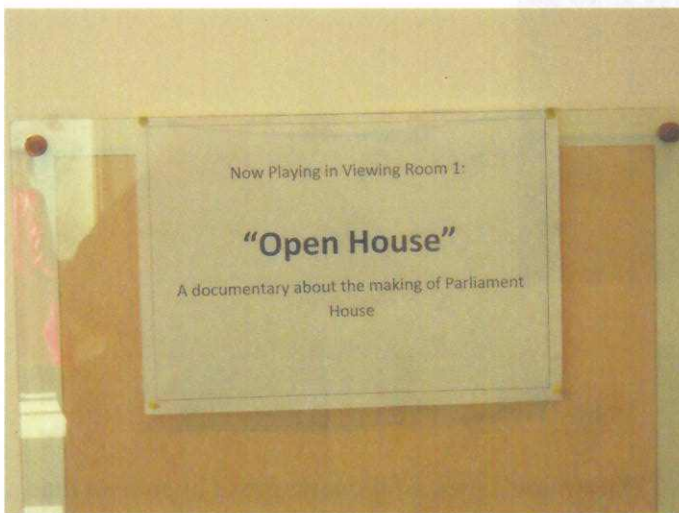 Now Playing in Viewing Room 1:
“Open House”
A documentary about the making of Parliament
House